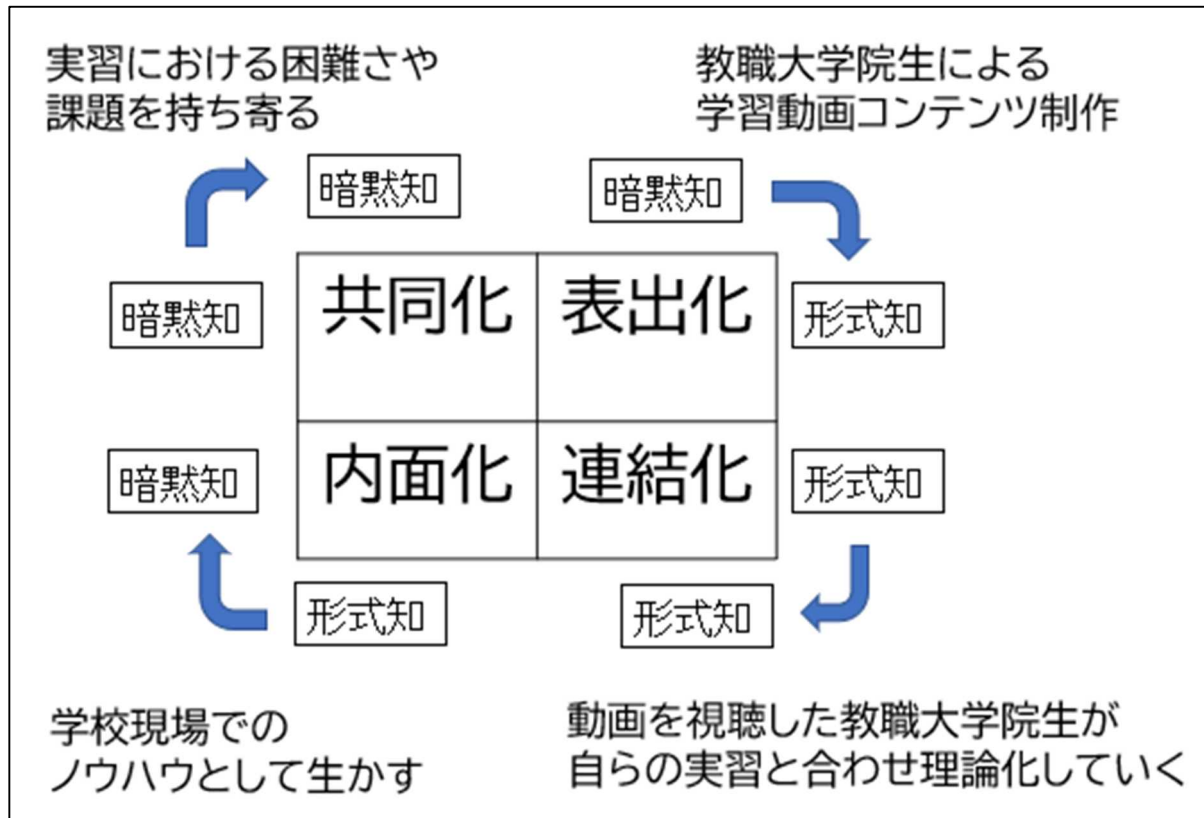 実習における困難さや
課題を持ち寄る
教職大学院生による
学習動画コンテンツ制作
暗黙知
暗黙知
暗黙知
共同化
表出化
形式知
暗黙知
内面化
連結化
形式知
形式知
形式知
学校現場での
ノウハウとして生かす
動画を視聴した教職大学院生が
自らの実習と合わせ理論化していく